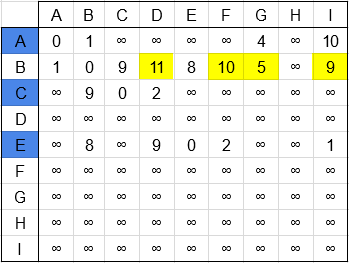 A B C D E F G H I
A 0 1 ∞ ∞ ∞ ∞ 4 ∞ 10
B 1 0 9 11 8 10 5 ∞ 9
C ∞ 9 0 2 ∞ ∞ ∞ ∞ ∞
D ∞ ∞ ∞ ∞ ∞ ∞ ∞ ∞ ∞
E ∞ 8 ∞ 9 0 2 ∞ ∞ 1
F ∞ ∞ ∞ ∞ ∞ ∞ ∞ ∞ ∞
G ∞ ∞ ∞ ∞ ∞ ∞ ∞ ∞ ∞
H ∞ ∞ ∞ ∞ ∞ ∞ ∞ ∞ ∞
I ∞ ∞ ∞ ∞ ∞ ∞ ∞ ∞ ∞